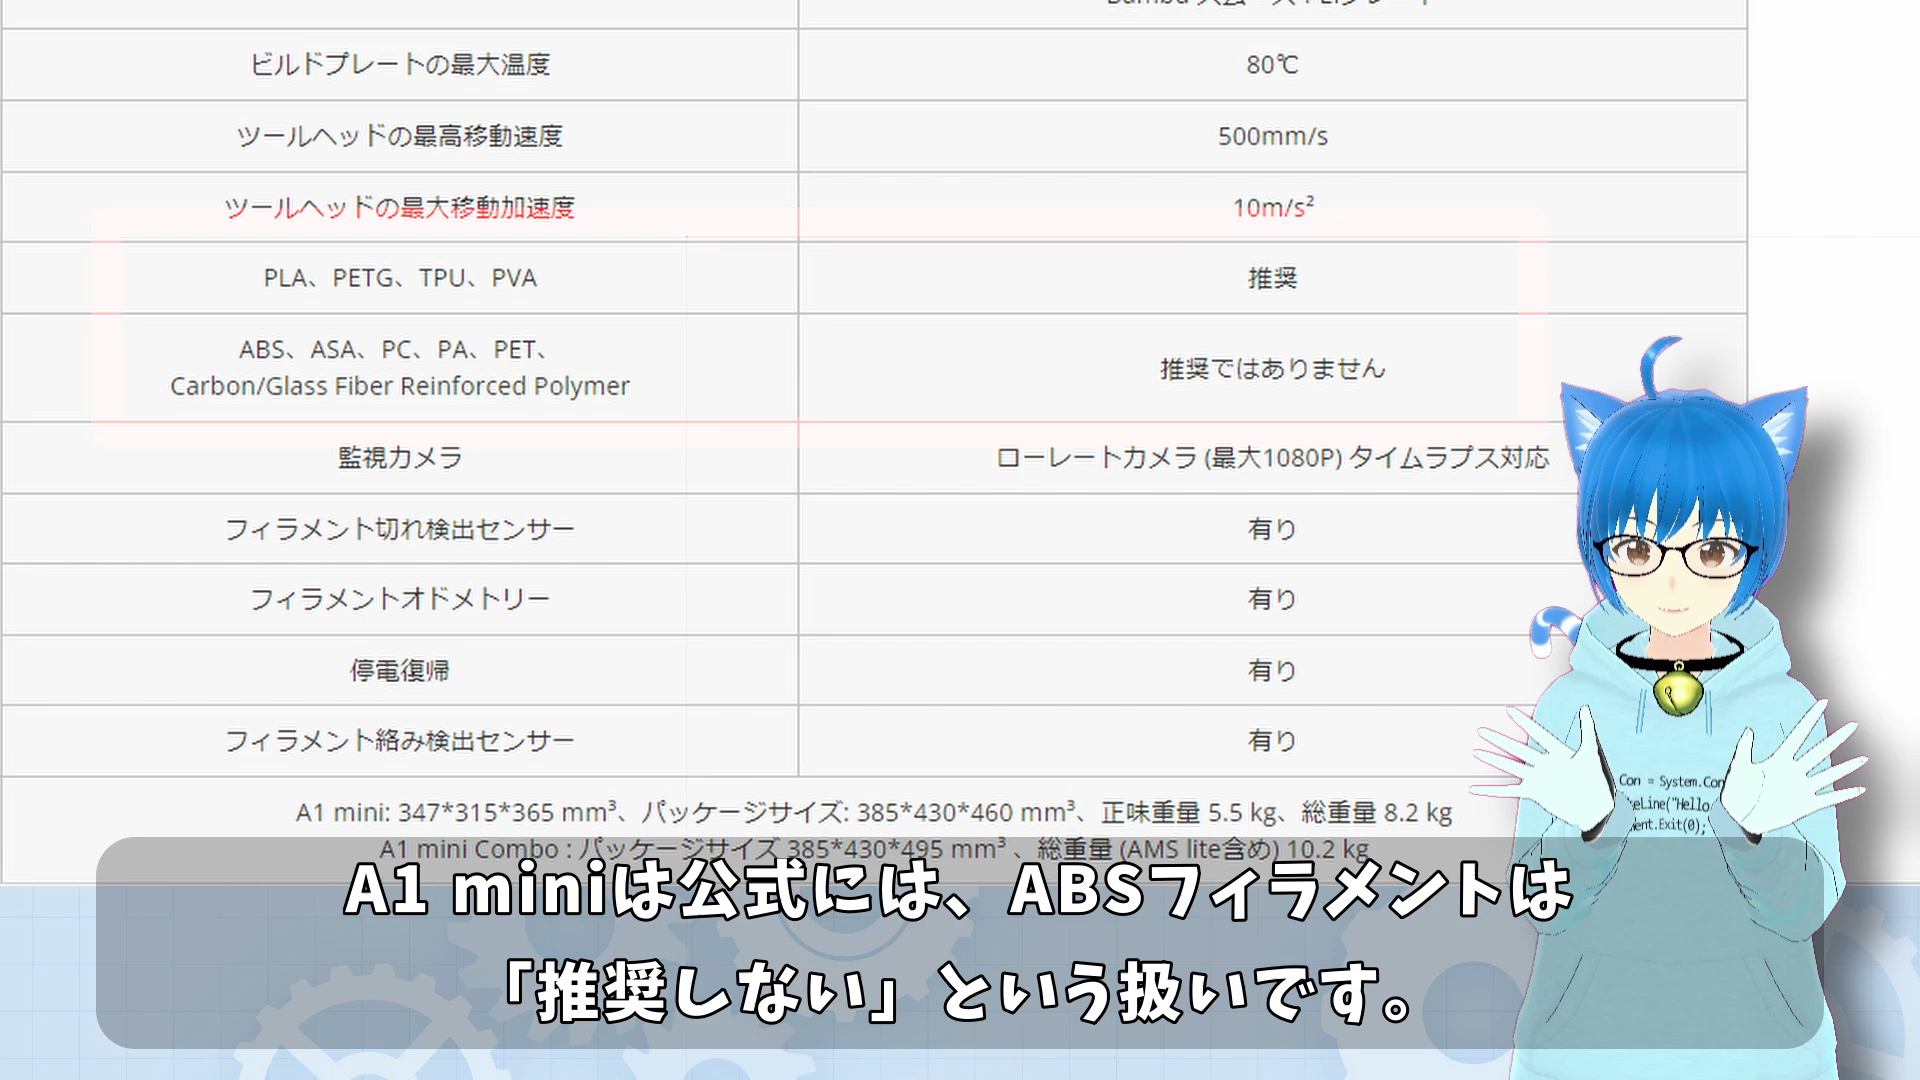 ビルドプレートの最大温度 80℃
ツールヘッドの最高移動速度 500mm/s
ツールヘッドの最大移動加速度 10m/s²
PLA、PETG、TPU、PVA 推奨
ABS、ASA、PC、PA、PET、
Carbon/Glass Fiber Reinforced Polymer 推奨ではありません
監視カメラ ローレートカメラ (最大1080P) タイムラプス対応
フィラメント切れ検出センサー 有り
フィラメントオドメトリー 有り
停電復帰 有り
フィラメント絡み検出センサー 有り
A1 mini: 347*315*365 mm³、パッケージサイズ: 385*430*460 mm³、正味重量 5.5 kg、総重量 8.2 kg
A1 mini Combo : パッケージサイズ 385*430*495 mm³ 、総重量 (AMS lite含め) 10.2 kg
Con = System.Con
Line("Hello
.Exit(0);
A1 miniは公式には、ABSフィラメントは
「推奨しない」という扱いです。